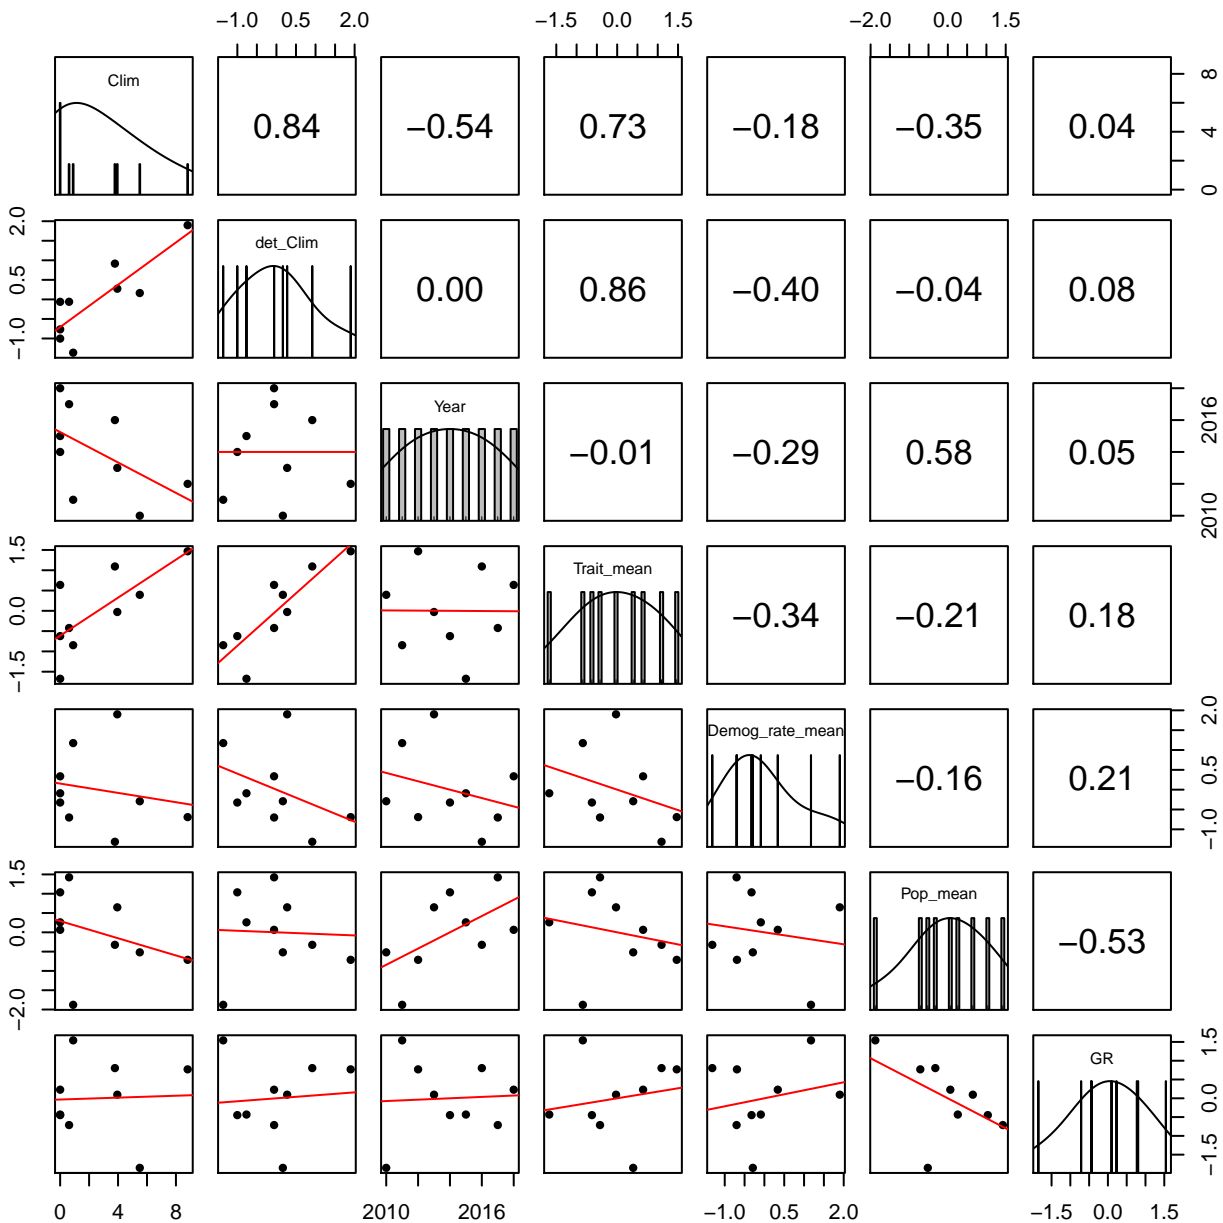 −1.0 0.5 2.0 −1.5 0.0 1.5 −2.0 0.0 1.5
Clim 0.84 −0.54 0.73 −0.18 −0.35 0.04
0 4 8
det_Clim 0.00 0.86 −0.40 −0.04 0.08
−1.0 0.5 2.0
Year −0.01 −0.29 0.58 0.05
2010 2016
Trait_mean −0.34 −0.21 0.18
−1.5 0.0 1.5
Demog_rate_mean −0.16 0.21
−1.0 0.5 2.0
Pop_mean −0.53
−2.0 0.0 1.5
GR
−1.5 0.0 1.5
0 4 8 2010 2016 −1.0 0.5 2.0 −1.5 0.0 1.5